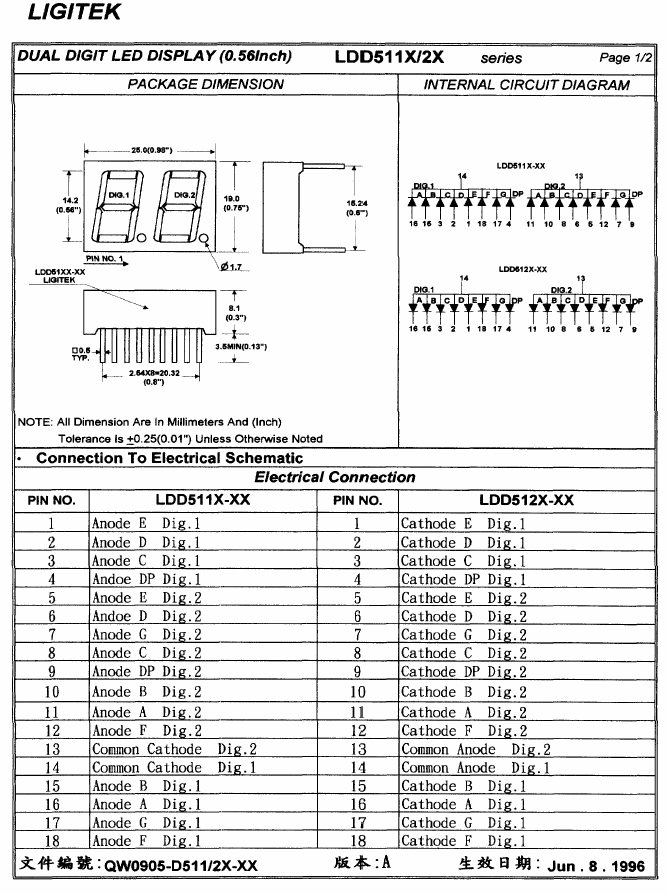 LIGITEK
DUAL DIGIT LED DISPLAY (0.56Inch) LDD511X/2X series Page 1/2
PACKAGE DIMENSION INTERNAL CIRCUIT DIAGRAM
25.0(0.98")
14.2
(0.56")
DIG.1 DIG.2
19.0
(0.75")
15.24
(0.6")
PIN NO. 1
Ø1.7
LDD51XX-XX
LIGITEK
8.1
(0.3")
□0.5
TYP.
3.5MIN(0.13")
2.54X8=20.32
(0.8")
LDD511X-XX
14 13
DIG.1 DIG.2
A B C D E F G DP A B C D E F G DP
16 15 3 2 1 18 17 4 11 10 8 6 5 12 7 9
LDD512X-XX
14 13
DIG.1 DIG.2
A B C D E F G DP A B C D E F G DP
16 15 3 2 1 18 17 4 11 10 8 6 5 12 7 9
NOTE: All Dimension Are In Millimeters And (Inch)
Tolerance Is ±0.25(0.01") Unless Otherwise Noted
• Connection To Electrical Schematic
Electrical Connection
PIN NO. LDD511X-XX PIN NO. LDD512X-XX
1 Anode E Dig.1 1 Cathode E Dig.1
2 Anode D Dig.1 2 Cathode D Dig.1
3 Anode C Dig.1 3 Cathode C Dig.1
4 Andoe DP Dig.1 4 Cathode DP Dig.1
5 Anode E Dig.2 5 Cathode E Dig.2
6 Andoe D Dig.2 6 Cathode D Dig.2
7 Anode G Dig.2 7 Cathode G Dig.2
8 Anode C Dig.2 8 Cathode C Dig.2
9 Anode DP Dig.2 9 Cathode DP Dig.2
10 Anode B Dig.2 10 Cathode B Dig.2
11 Anode A Dig.2 11 Cathode A Dig.2
12 Anode F Dig.2 12 Cathode F Dig.2
13 Common Cathode Dig.2 13 Common Anode Dig.2
14 Common Cathode Dig.1 14 Common Anode Dig.1
15 Anode B Dig.1 15 Cathode B Dig.1
16 Anode A Dig.1 16 Cathode A Dig.1
17 Anode G Dig.1 17 Cathode G Dig.1
18 Anode F Dig.1 18 Cathode F Dig.1
文件編號:QW0905-D511/2X-XX 版本:A 生效日期: Jun . 8 . 1996